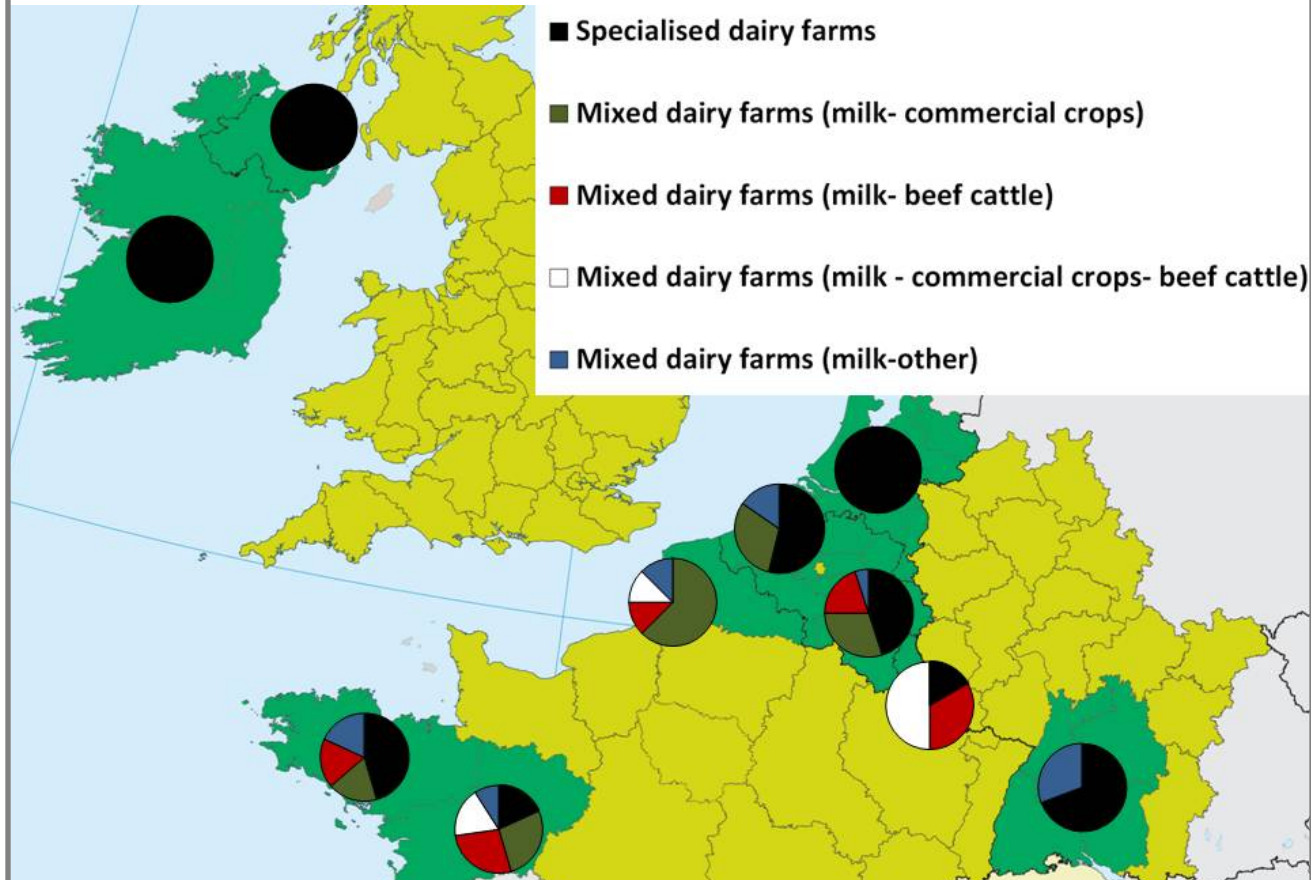 Specialised dairy farms
Mixed dairy farms (milk- commercial crops)
Mixed dairy farms (milk- beef cattle)
Mixed dairy farms (milk - commercial crops- beef cattle)
Mixed dairy farms (milk-other)